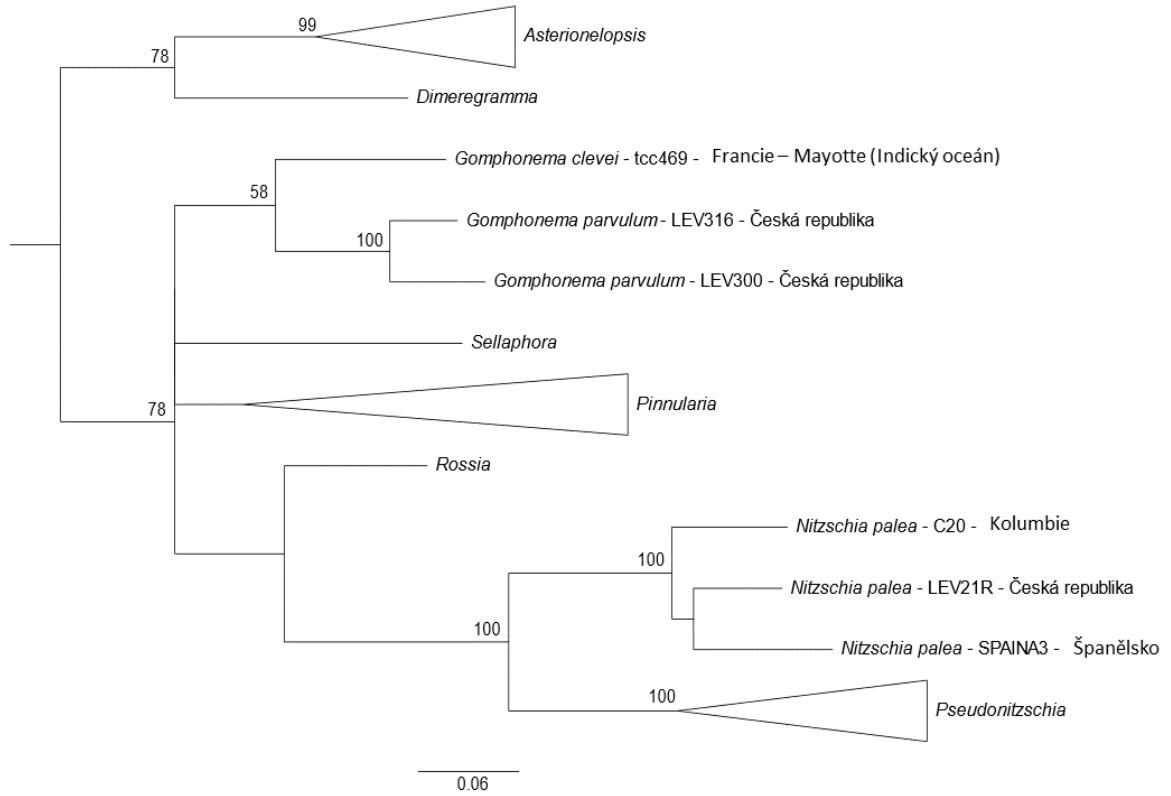 99
Asterionelopsis
78
Dimeregramma
Gomphonema clevei - tcc469 - Francie – Mayotte (Indický oceán)
58
Gomphonema parvulum - LEV316 - Česká republika
100
Gomphonema parvulum - LEV300 - Česká republika
Sellaphora
Pinnularia
78
Rossia
Nitzschia palea - C20 - Kolumbie
100
Nitzschia palea - LEV21R - Česká republika
100
Nitzschia palea - SPAINA3 - Španělsko
100
Pseudonitzschia
0.06